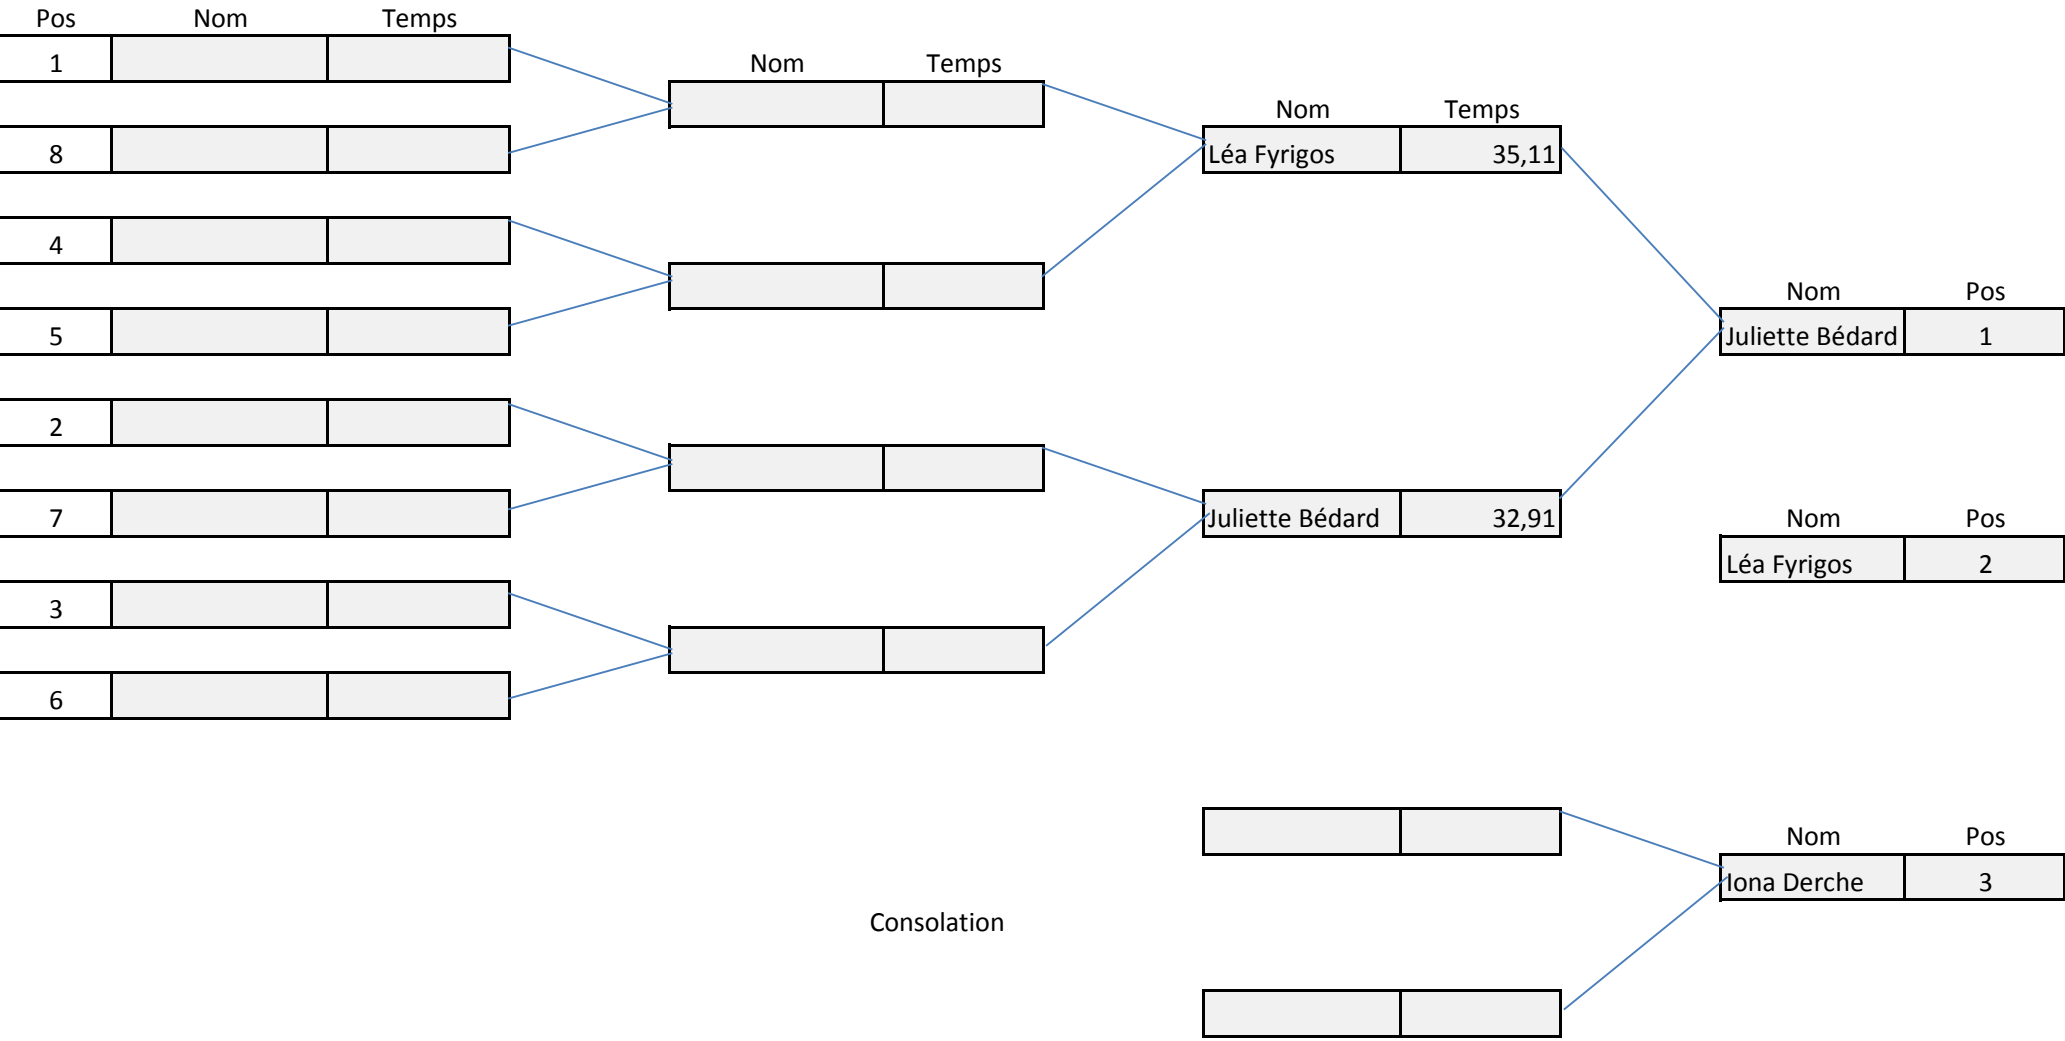 Pos Nom Temps
1
Nom Temps
Nom Temps
8
Léa Fyrigos 35,11
4
Nom Pos
5
Juliette Bédard 1
2
7
Juliette Bédard 32,91
Nom Pos
Léa Fyrigos 2
3
6
Nom Pos
Iona Derche 3
Consolation